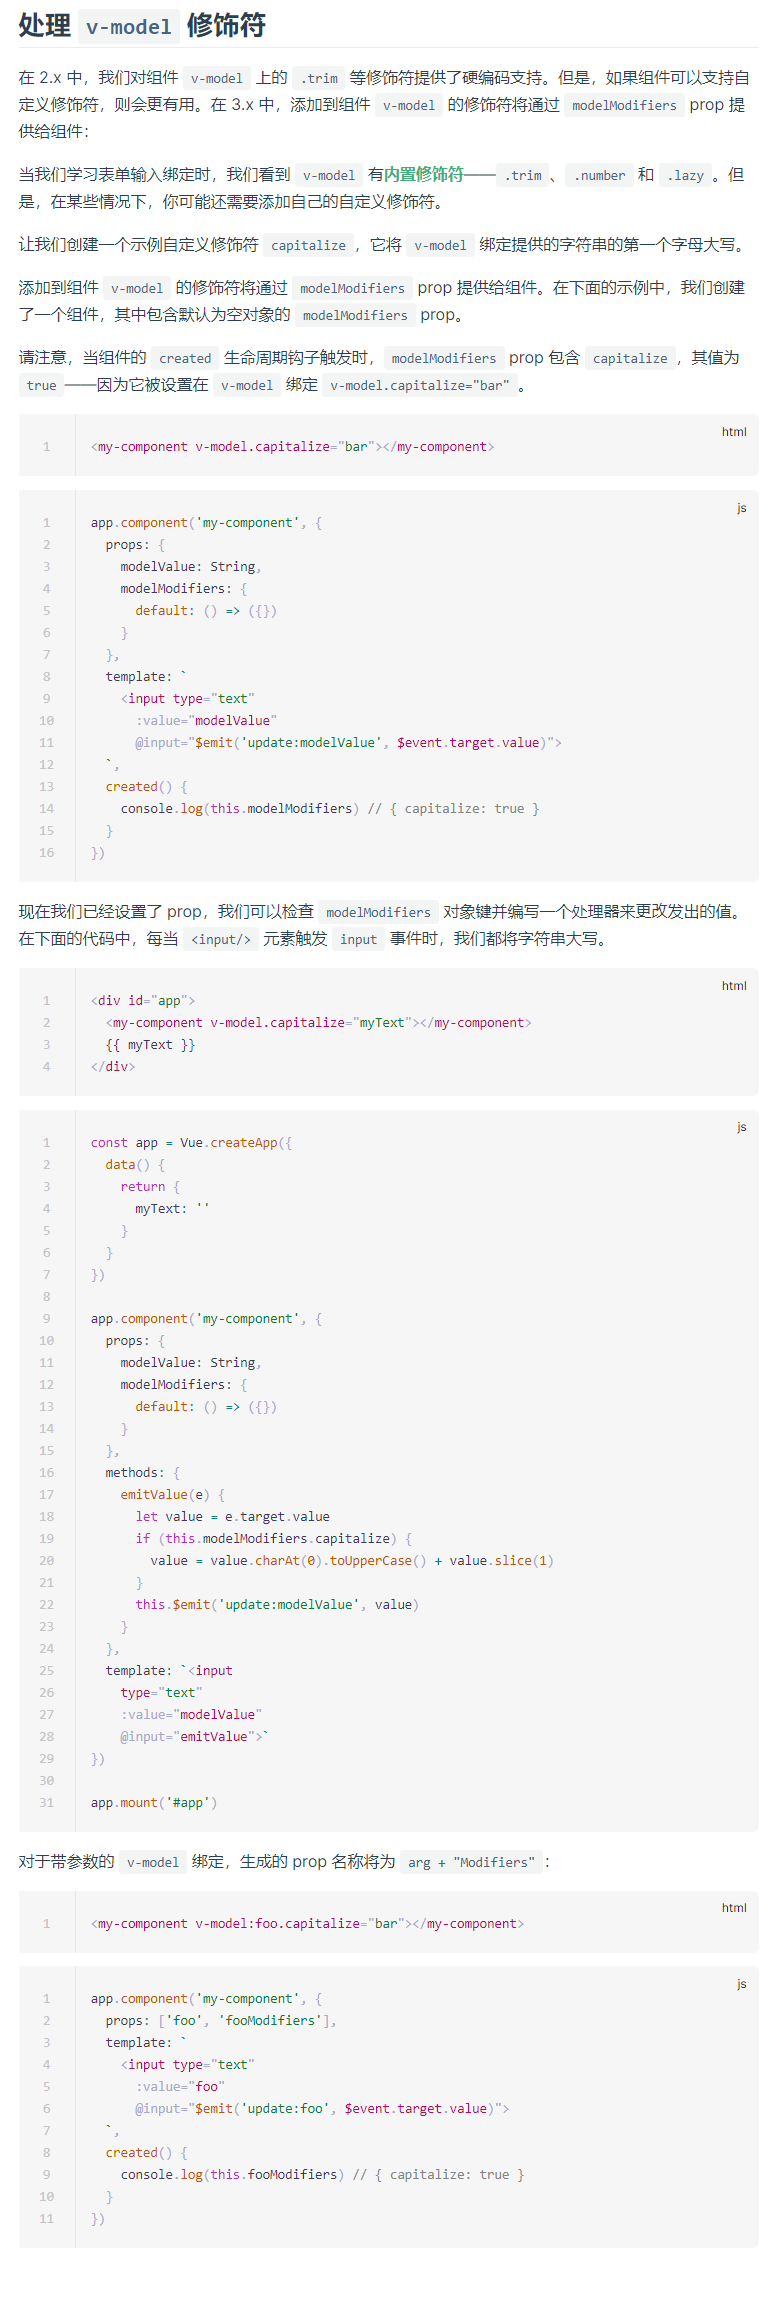 处理 v-model 修饰符
在 2.x 中，我们对组件 v-model 上的 .trim 等修饰符提供了硬编码支持。但是，如果组件可以支持自
定义修饰符，则会更有用。在 3.x 中，添加到组件 v-model 的修饰符将通过 modelModifiers prop 提
供给组件：
当我们学习表单输入绑定时，我们看到 v-model 有内置修饰符——.trim、.number 和 .lazy。但
是，在某些情况下，你可能还需要添加自己的自定义修饰符。
让我们创建一个示例自定义修饰符 capitalize，它将 v-model 绑定提供的字符串的第一个字母大写。
添加到组件 v-model 的修饰符将通过 modelModifiers prop 提供给组件。在下面的示例中，我们创建
了一个组件，其中包含默认为空对象的 modelModifiers prop。
请注意，当组件的 created 生命周期钩子触发时，modelModifiers prop 包含 capitalize，其值为
true——因为它被设置在 v-model 绑定 v-model.capitalize="bar"。
html
1 <my-component v-model.capitalize="bar"></my-component>
js
1 app.component('my-component', {
2   props: {
3     modelValue: String,
4     modelModifiers: {
5       default: () => ({})
6     }
7   },
8   template: `
9     <input type="text"
10       :value="modelValue"
11       @input="$emit('update:modelValue', $event.target.value)">
12   `,
13   created() {
14     console.log(this.modelModifiers) // { capitalize: true }
15   }
16 })
现在我们已经设置了 prop，我们可以检查 modelModifiers 对象键并编写一个处理器来更改发出的值。
在下面的代码中，每当 <input/> 元素触发 input 事件时，我们都将字符串大写。
html
1 <div id="app">
2   <my-component v-model.capitalize="myText"></my-component>
3   {{ myText }}
4 </div>
js
1 const app = Vue.createApp({
2   data() {
3     return {
4       myText: ''
5     }
6   }
7 })
8
9 app.component('my-component', {
10   props: {
11     modelValue: String,
12     modelModifiers: {
13       default: () => ({})
14     }
15   },
16   methods: {
17     emitValue(e) {
18       let value = e.target.value
19       if (this.modelModifiers.capitalize) {
20         value = value.charAt(0).toUpperCase() + value.slice(1)
21       }
22       this.$emit('update:modelValue', value)
23     }
24   },
25   template: `<input
26     type="text"
27     :value="modelValue"
28     @input="emitValue">`
29 })
30
31 app.mount('#app')
对于带参数的 v-model 绑定，生成的 prop 名称将为 arg + "Modifiers"：
html
1 <my-component v-model:foo.capitalize="bar"></my-component>
js
1 app.component('my-component', {
2   props: ['foo', 'fooModifiers'],
3   template: `
4     <input type="text"
5       :value="foo"
6       @input="$emit('update:foo', $event.target.value)">
7   `,
8   created() {
9     console.log(this.fooModifiers) // { capitalize: true }
10   }
11 })